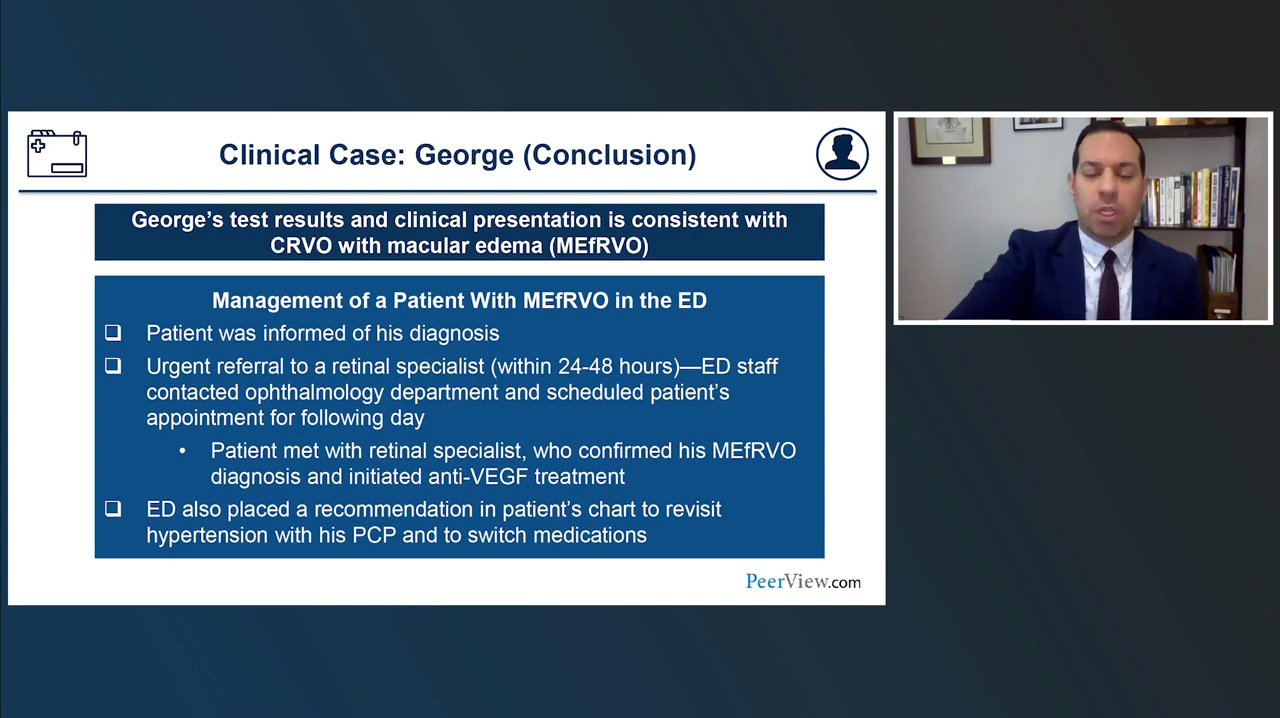 Clinical Case: George (Conclusion)
George’s test results and clinical presentation is consistent with
CRVO with macular edema (MEfRVO)
Management of a Patient With MEfRVO in the ED
❑ Patient was informed of his diagnosis
❑ Urgent referral to a retinal specialist (within 24-48 hours)—ED staff
contacted ophthalmology department and scheduled patient’s
appointment for following day
• Patient met with retinal specialist, who confirmed his MEfRVO
diagnosis and initiated anti-VEGF treatment
❑ ED also placed a recommendation in patient’s chart to revisit
hypertension with his PCP and to switch medications
PeerView.com